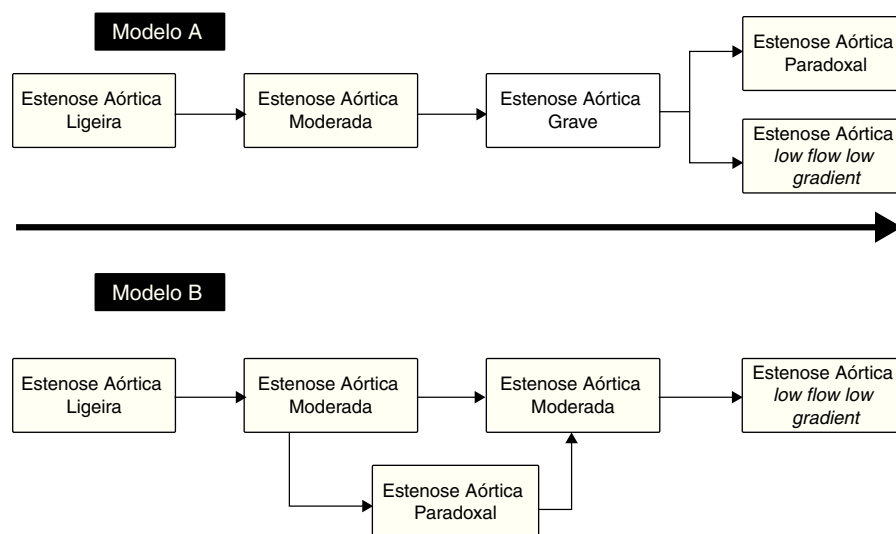 Modelo A
Estenose Aórtica
Ligeira
Estenose Aórtica
Moderada
Estenose Aórtica
Grave
Estenose Aórtica
Paradoxal
Estenose Aórtica
low flow low
gradient
Modelo B
Estenose Aórtica
Ligeira
Estenose Aórtica
Moderada
Estenose Aórtica
Moderada
Estenose Aórtica
low flow low
gradient
Estenose Aórtica
Paradoxal